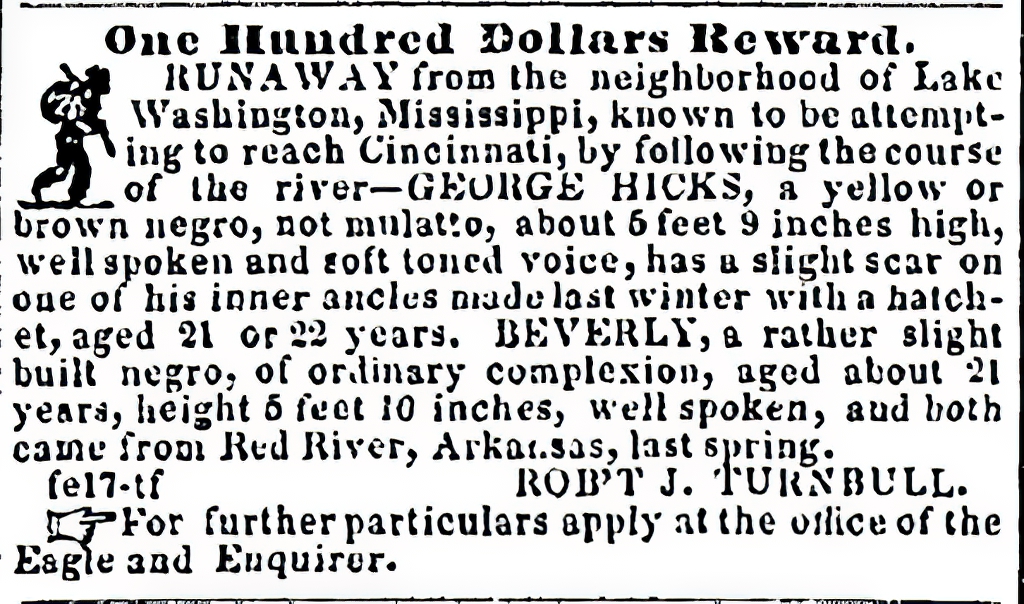 One Hundred Dollars Reward.
RUNAWAY from the neighborhood of Lake
Washington, Mississippi, known to be attempt-
ing to reach Cincinnati, by following the course
of the river—GEORGE HICKS, a yellow or
brown negro, not mulatto, about 5 feet 9 inches high,
well spoken and soft toned voice, has a slight scar on
one of his inner ancles made last winter with a hatch-
et, aged 21 or 22 years. BEVERLY, a rather slight
built negro, of ordinary complexion, aged about 21
years, height 5 feet 10 inches, well spoken, and both
came from Red River, Arkansas, last spring.
fe17-tf ROB'T J. TURNBULL.
☞For further particulars apply at the office of the
Eagle and Enquirer.